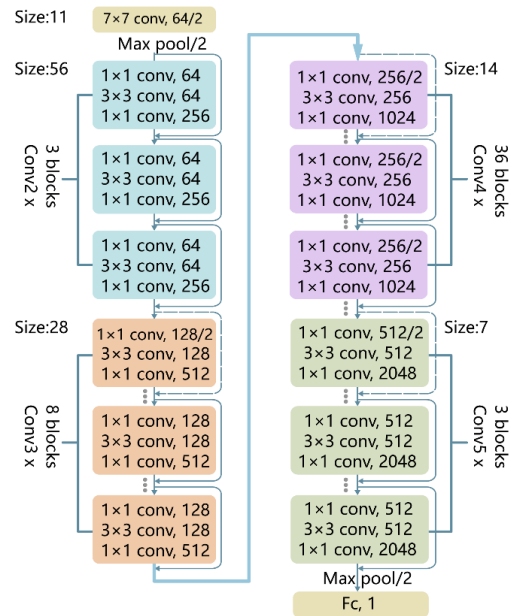 Size:11
7×7 conv, 64/2
Max pool/2
Size:56
1×1 conv, 64
3×3 conv, 64
1×1 conv, 256
1×1 conv, 64
3×3 conv, 64
1×1 conv, 256
1×1 conv, 64
3×3 conv, 64
1×1 conv, 256
3 blocks
Conv2 x
Size:28
1×1 conv, 128/2
3×3 conv, 128
1×1 conv, 512
1×1 conv, 128
3×3 conv, 128
1×1 conv, 512
1×1 conv, 128
3×3 conv, 128
1×1 conv, 512
8 blocks
Conv3 x
Size:14
1×1 conv, 256/2
3×3 conv, 256
1×1 conv, 1024
1×1 conv, 256/2
3×3 conv, 256
1×1 conv, 1024
1×1 conv, 256/2
3×3 conv, 256
1×1 conv, 1024
36 blocks
Conv4 x
Size:7
1×1 conv, 512/2
3×3 conv, 512
1×1 conv, 2048
1×1 conv, 512
3×3 conv, 512
1×1 conv, 2048
1×1 conv, 512
3×3 conv, 512
1×1 conv, 2048
3 blocks
Conv5 x
Max pool/2
Fc, 1